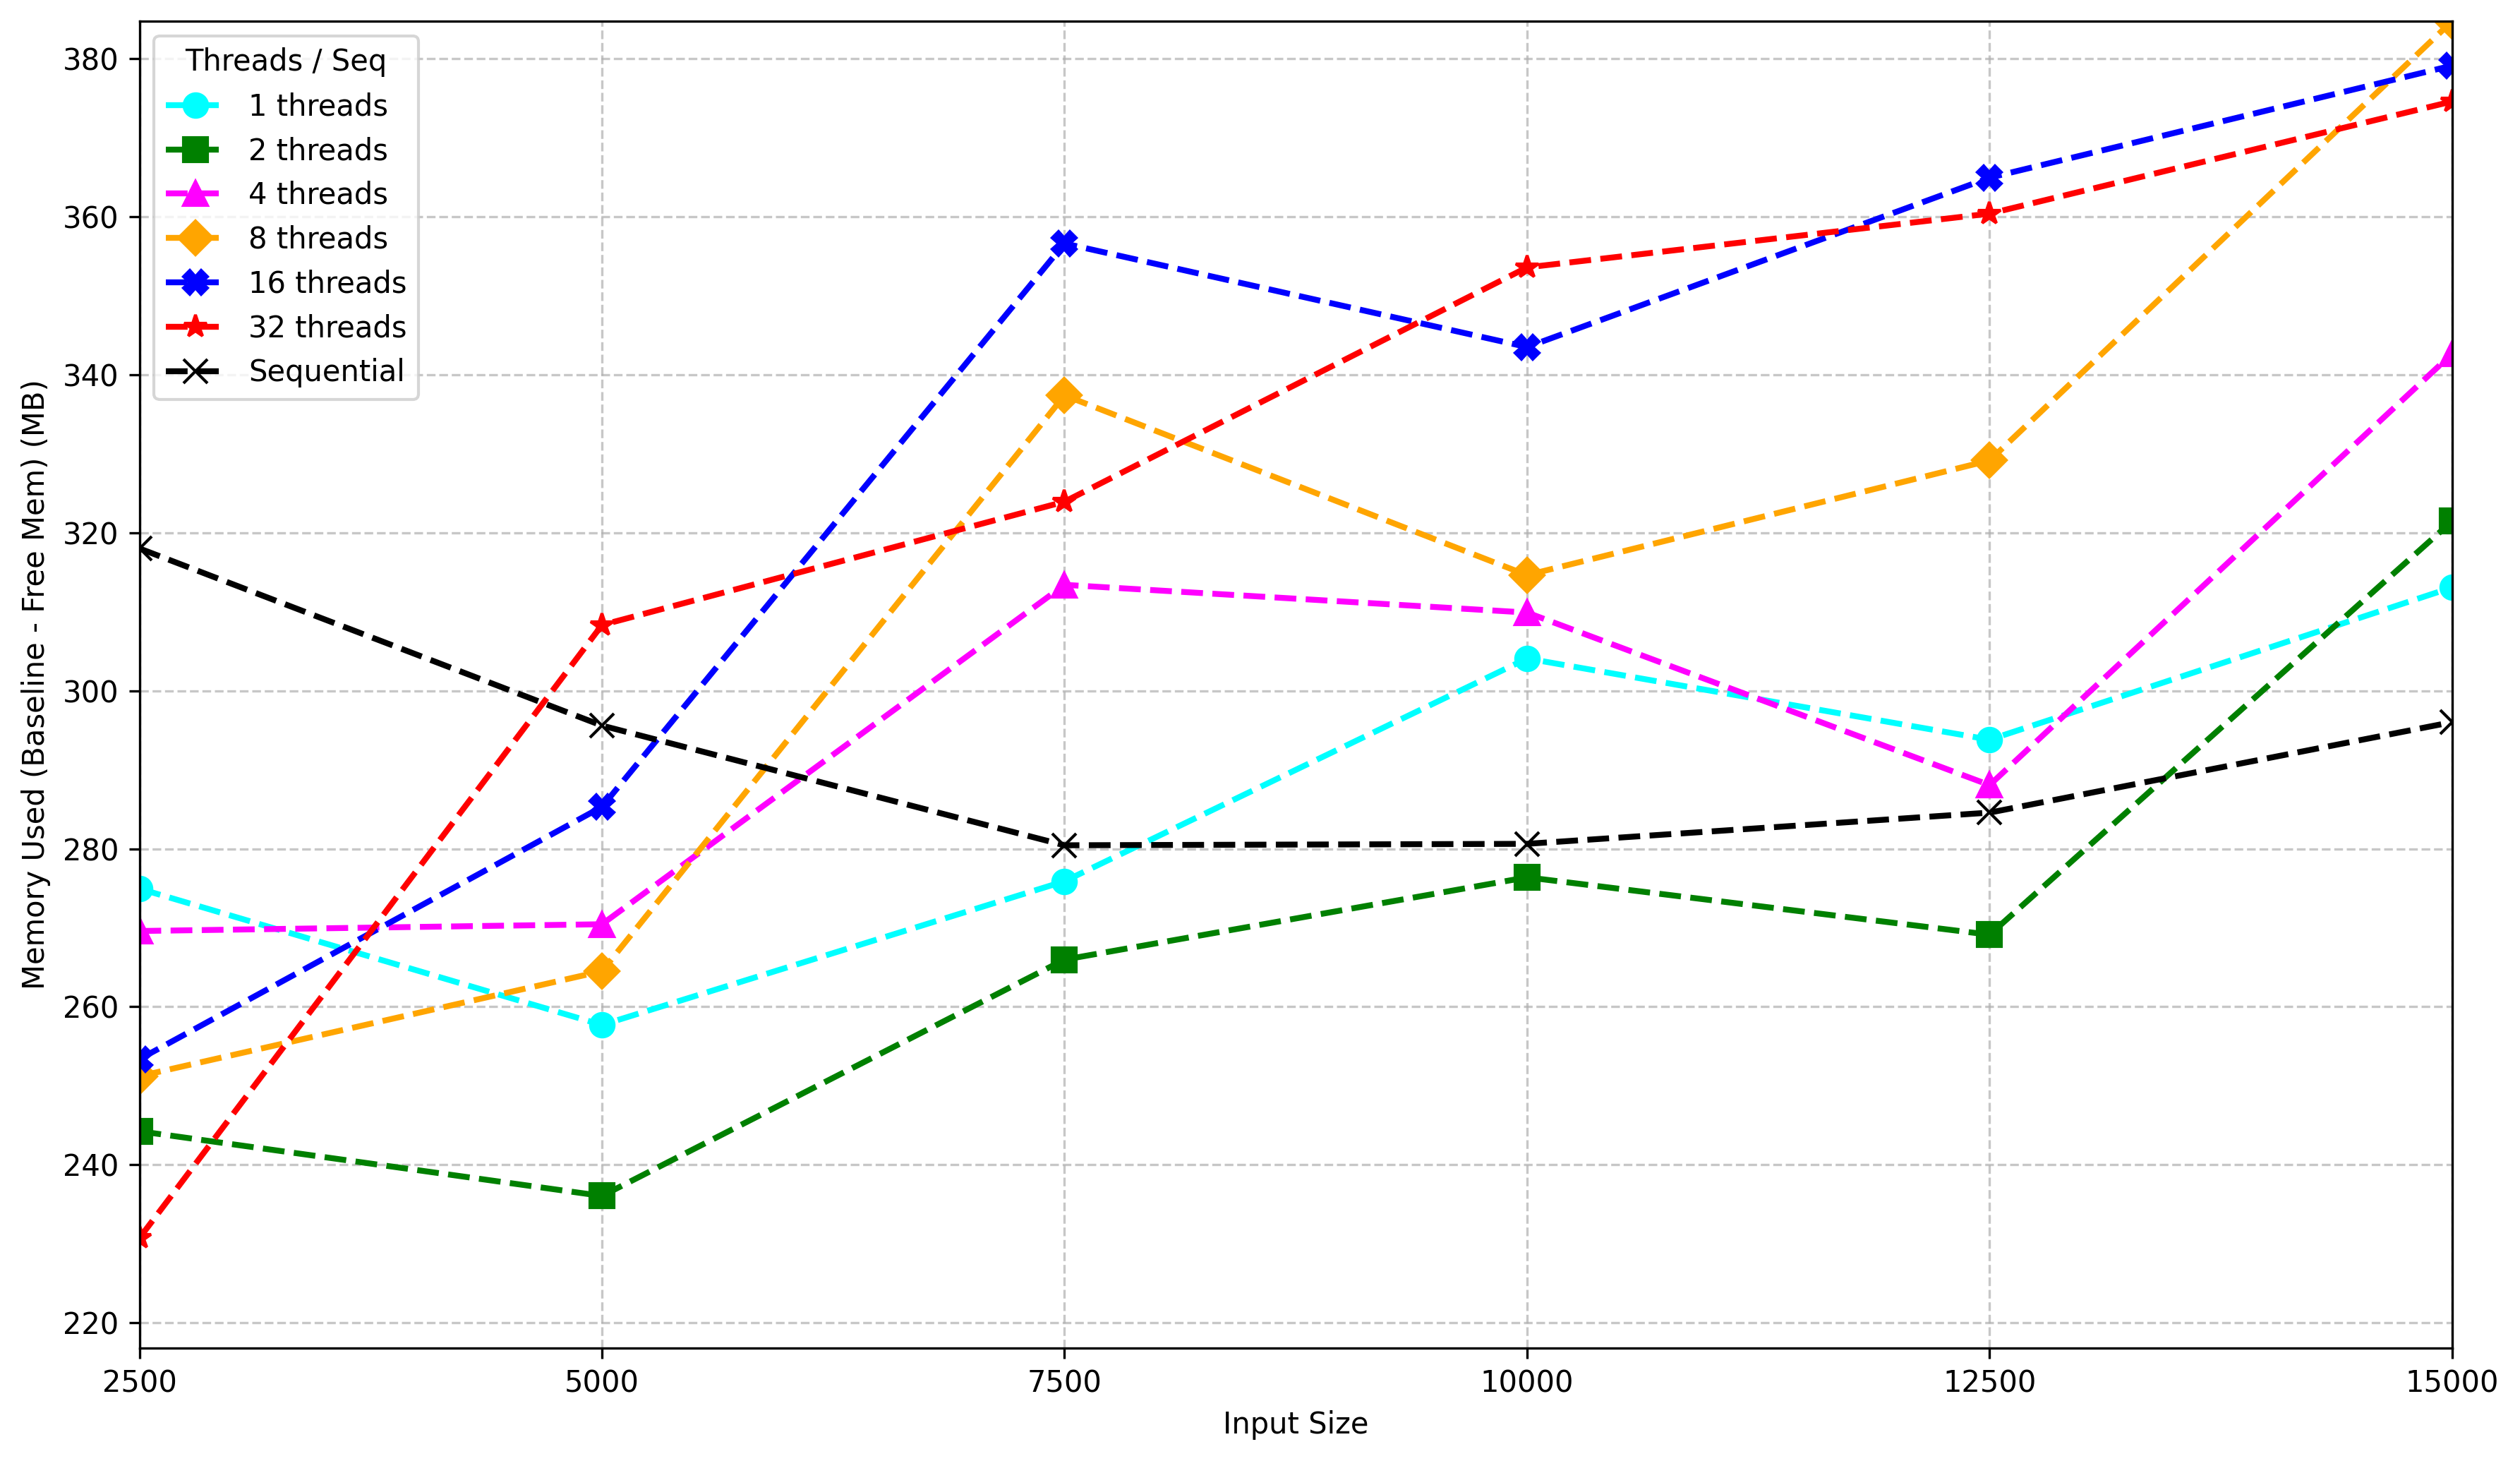 Threads / Seq
1 threads
2 threads
4 threads
8 threads
16 threads
32 threads
Sequential
Memory Used (Baseline - Free Mem) (MB)
380
360
340
320
300
280
260
240
220
2500 5000 7500 10000 12500 15000
Input Size